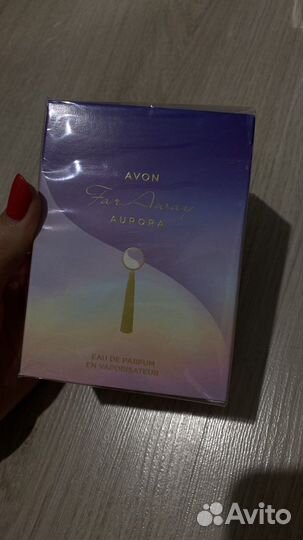 AVON
Far Away
AURORA
EAU DE PARFUM
EN VAPORISATEUR
Avito